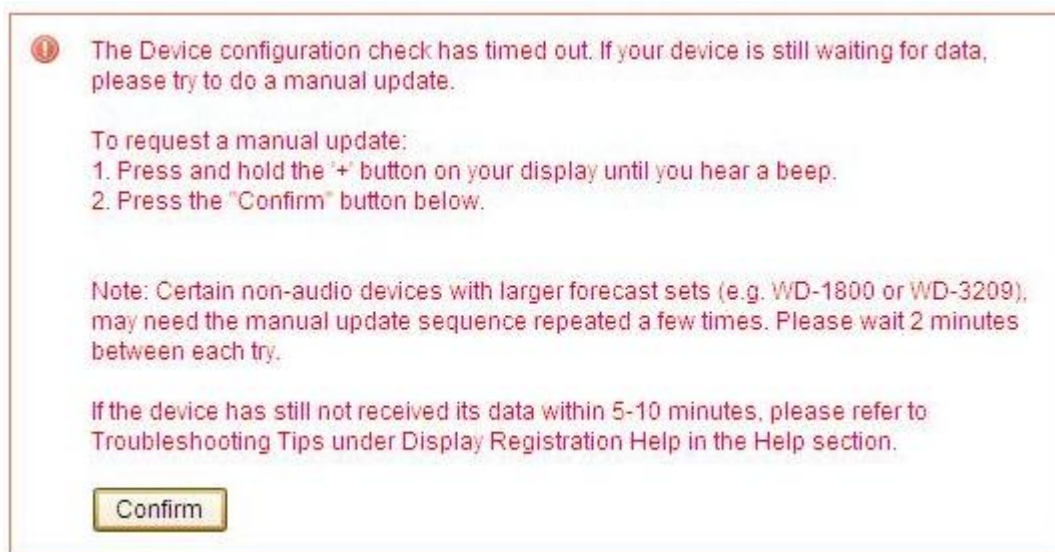 The Device configuration check has timed out. If your device is still waiting for data,
please try to do a manual update.
To request a manual update:
1. Press and hold the '+' button on your display until you hear a beep.
2. Press the "Confirm" button below.
Note: Certain non-audio devices with larger forecast sets (e.g. WD-1800 or WD-3209),
may need the manual update sequence repeated a few times. Please wait 2 minutes
between each try.
If the device has still not received its data within 5-10 minutes, please refer to
Troubleshooting Tips under Display Registration Help in the Help section.
Confirm